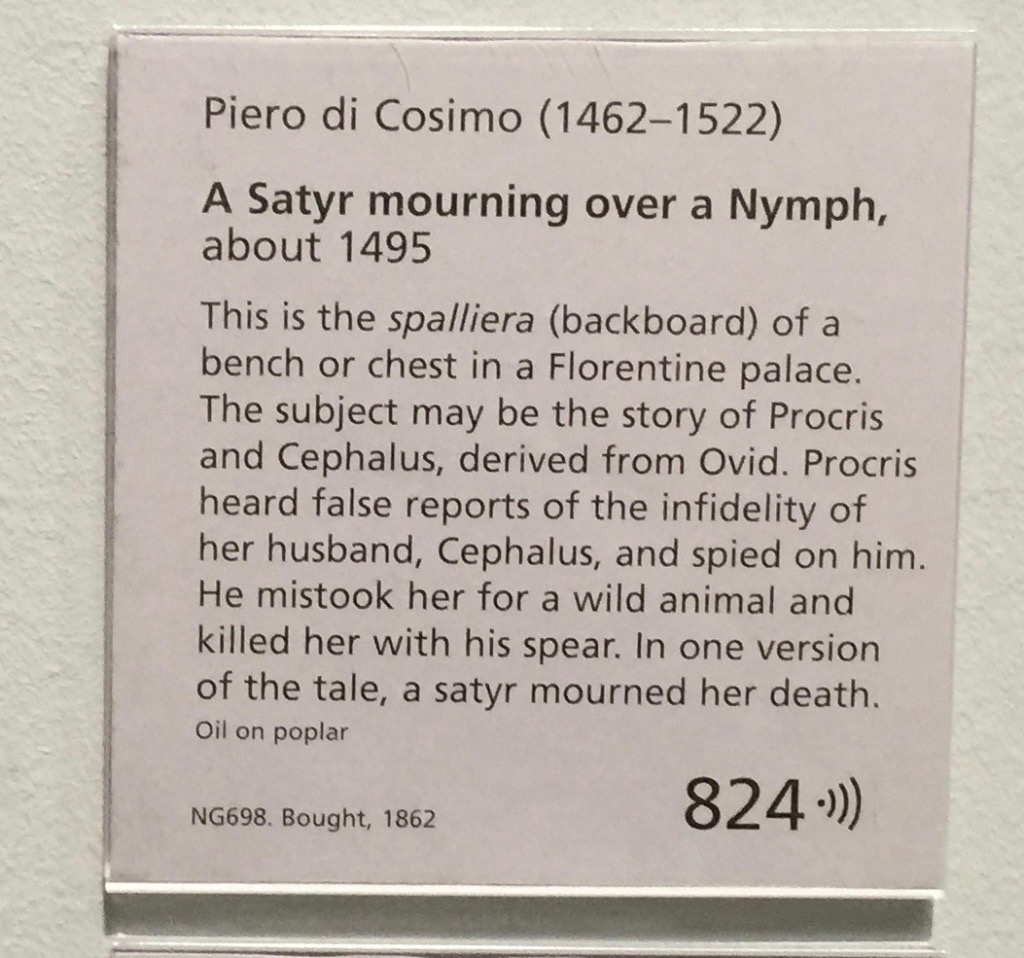 Piero di Cosimo (1462–1522)
A Satyr mourning over a Nymph,
about 1495
This is the spalliera (backboard) of a
bench or chest in a Florentine palace.
The subject may be the story of Procris
and Cephalus, derived from Ovid. Procris
heard false reports of the infidelity of
her husband, Cephalus, and spied on him.
He mistook her for a wild animal and
killed her with his spear. In one version
of the tale, a satyr mourned her death.
Oil on poplar
NG698. Bought, 1862
824